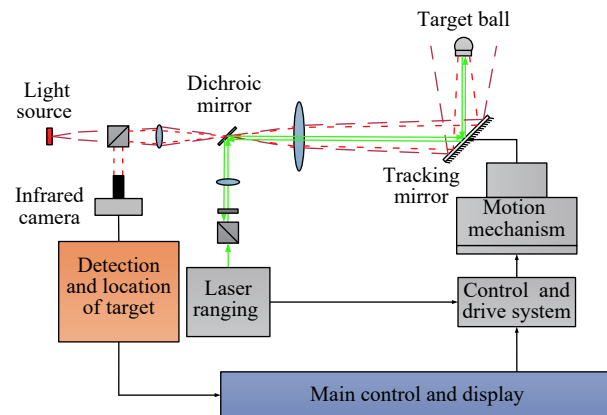 Target ball
Light
source
Dichroic
mirror
Tracking
mirror
Infrared
camera
Motion
mechanism
Detection
and location
of target
Laser
ranging
Control and
drive system
Main control and display